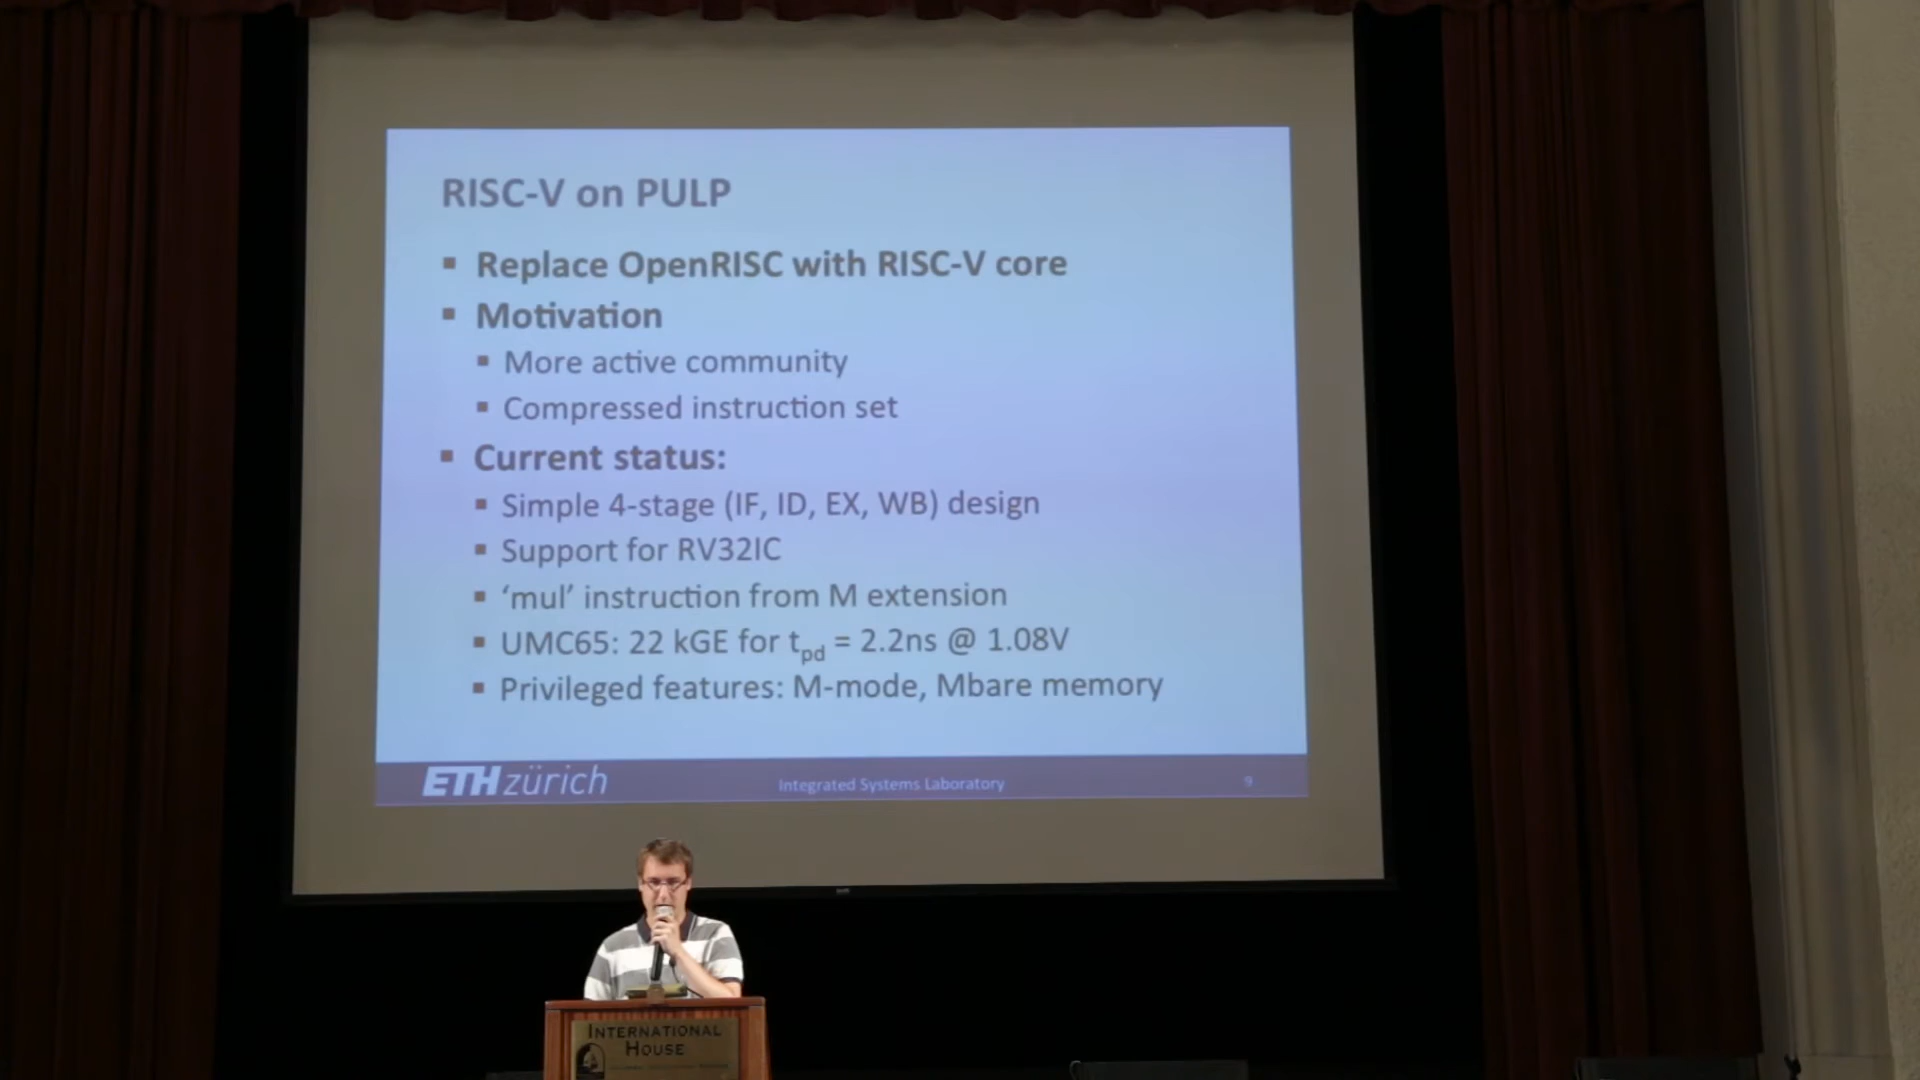 RISC-V on PULP
▪ Replace OpenRISC with RISC-V core
▪ Motivation
▪ More active community
▪ Compressed instruction set
▪ Current status:
▪ Simple 4-stage (IF, ID, EX, WB) design
▪ Support for RV32IC
▪ ‘mul’ instruction from M extension
▪ UMC65: 22 kGE for tpd = 2.2ns @ 1.08V
▪ Privileged features: M-mode, Mbare memory
ETH zürich
Integrated Systems Laboratory
9
INTERNATIONAL
HOUSE